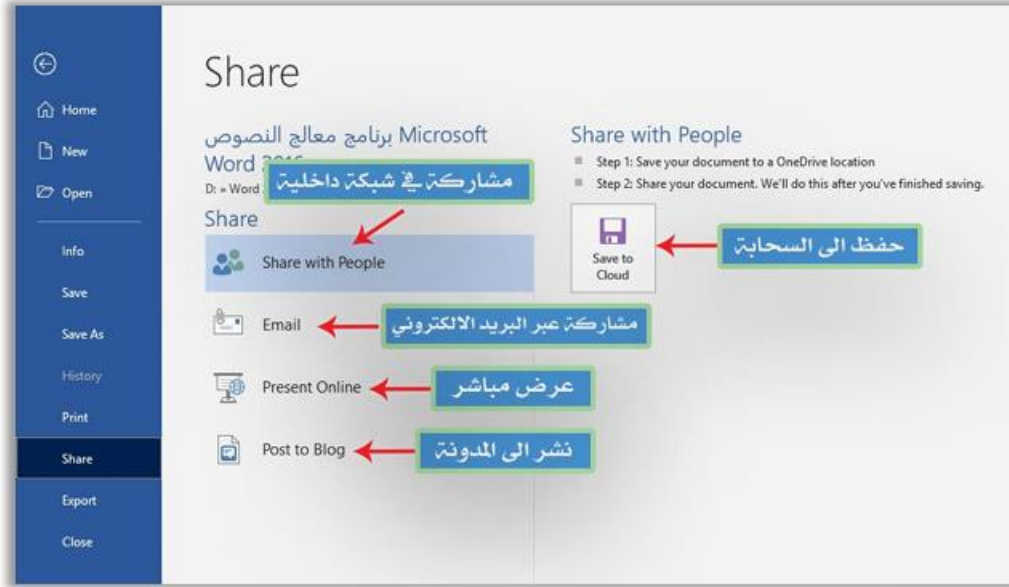 Share
Home
New
Open
Info
Save
Save As
History
Print
Share
Export
Close
برنامج معالج النصوص Microsoft
Word
D: » Word
مشاركة في شبكة داخلية
Share
Share with People
Email
مشاركة عبر البريد الالكتروني
Present Online
عرض مباشر
Post to Blog
نشر الى المدونة
Share with People
Step 1: Save your document to a OneDrive location
Step 2: Share your document. We'll do this after you've finished saving.
Save to
Cloud
حفظ الى السحابة